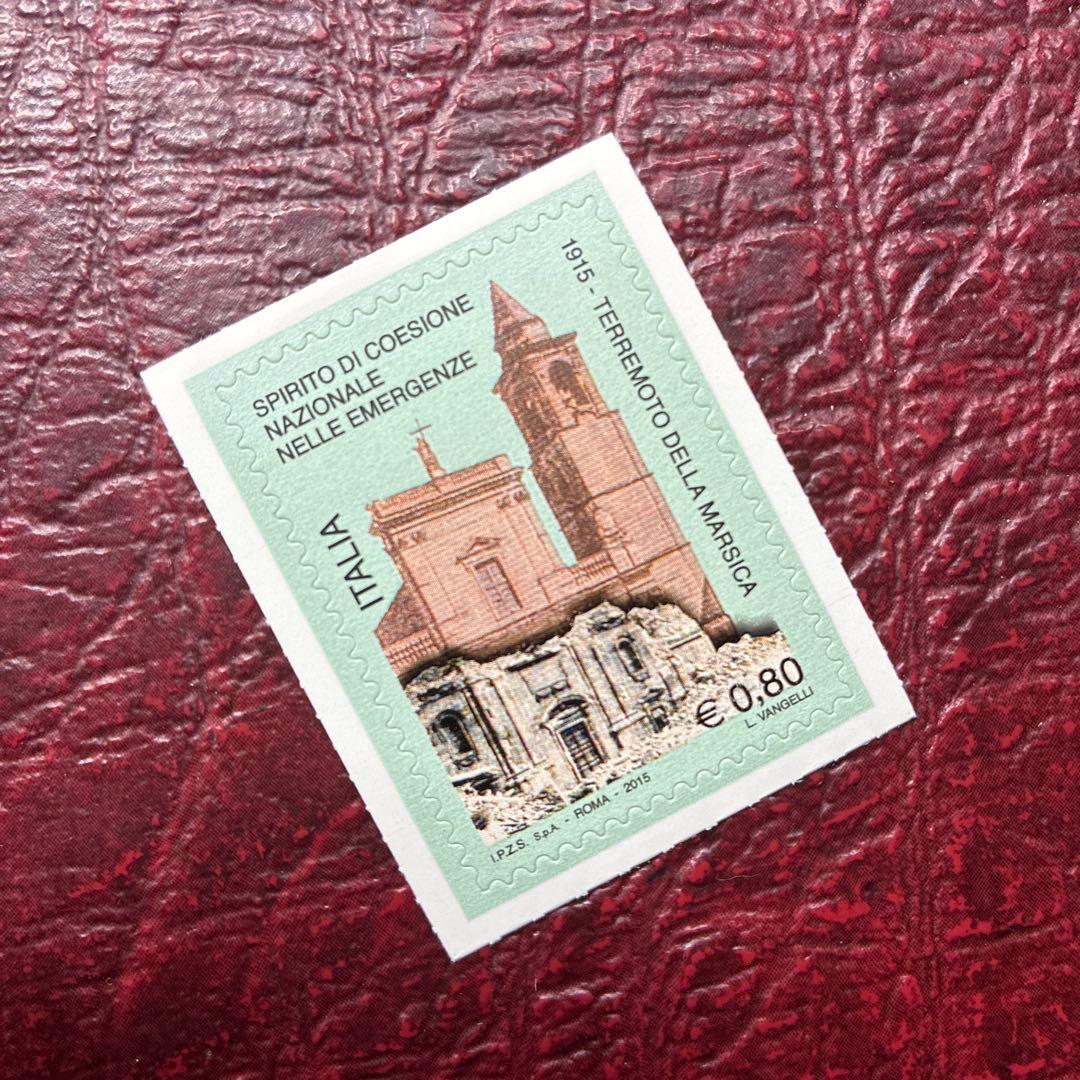 SPIRITO DI COESIONE
NAZIONALE
NELLE EMERGENZE
1915 - TERREMOTO DELLA MARSICA
ITALIA
€ 0,80
L. VANGELLI
I.P.Z.S. S.p.A. - ROMA - 2015